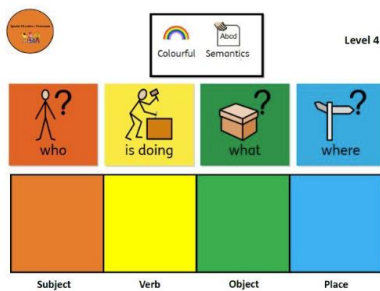 Abcd
Colourful Semantics
Level 4
? ? ?
who is doing what where
Subject Verb Object Place